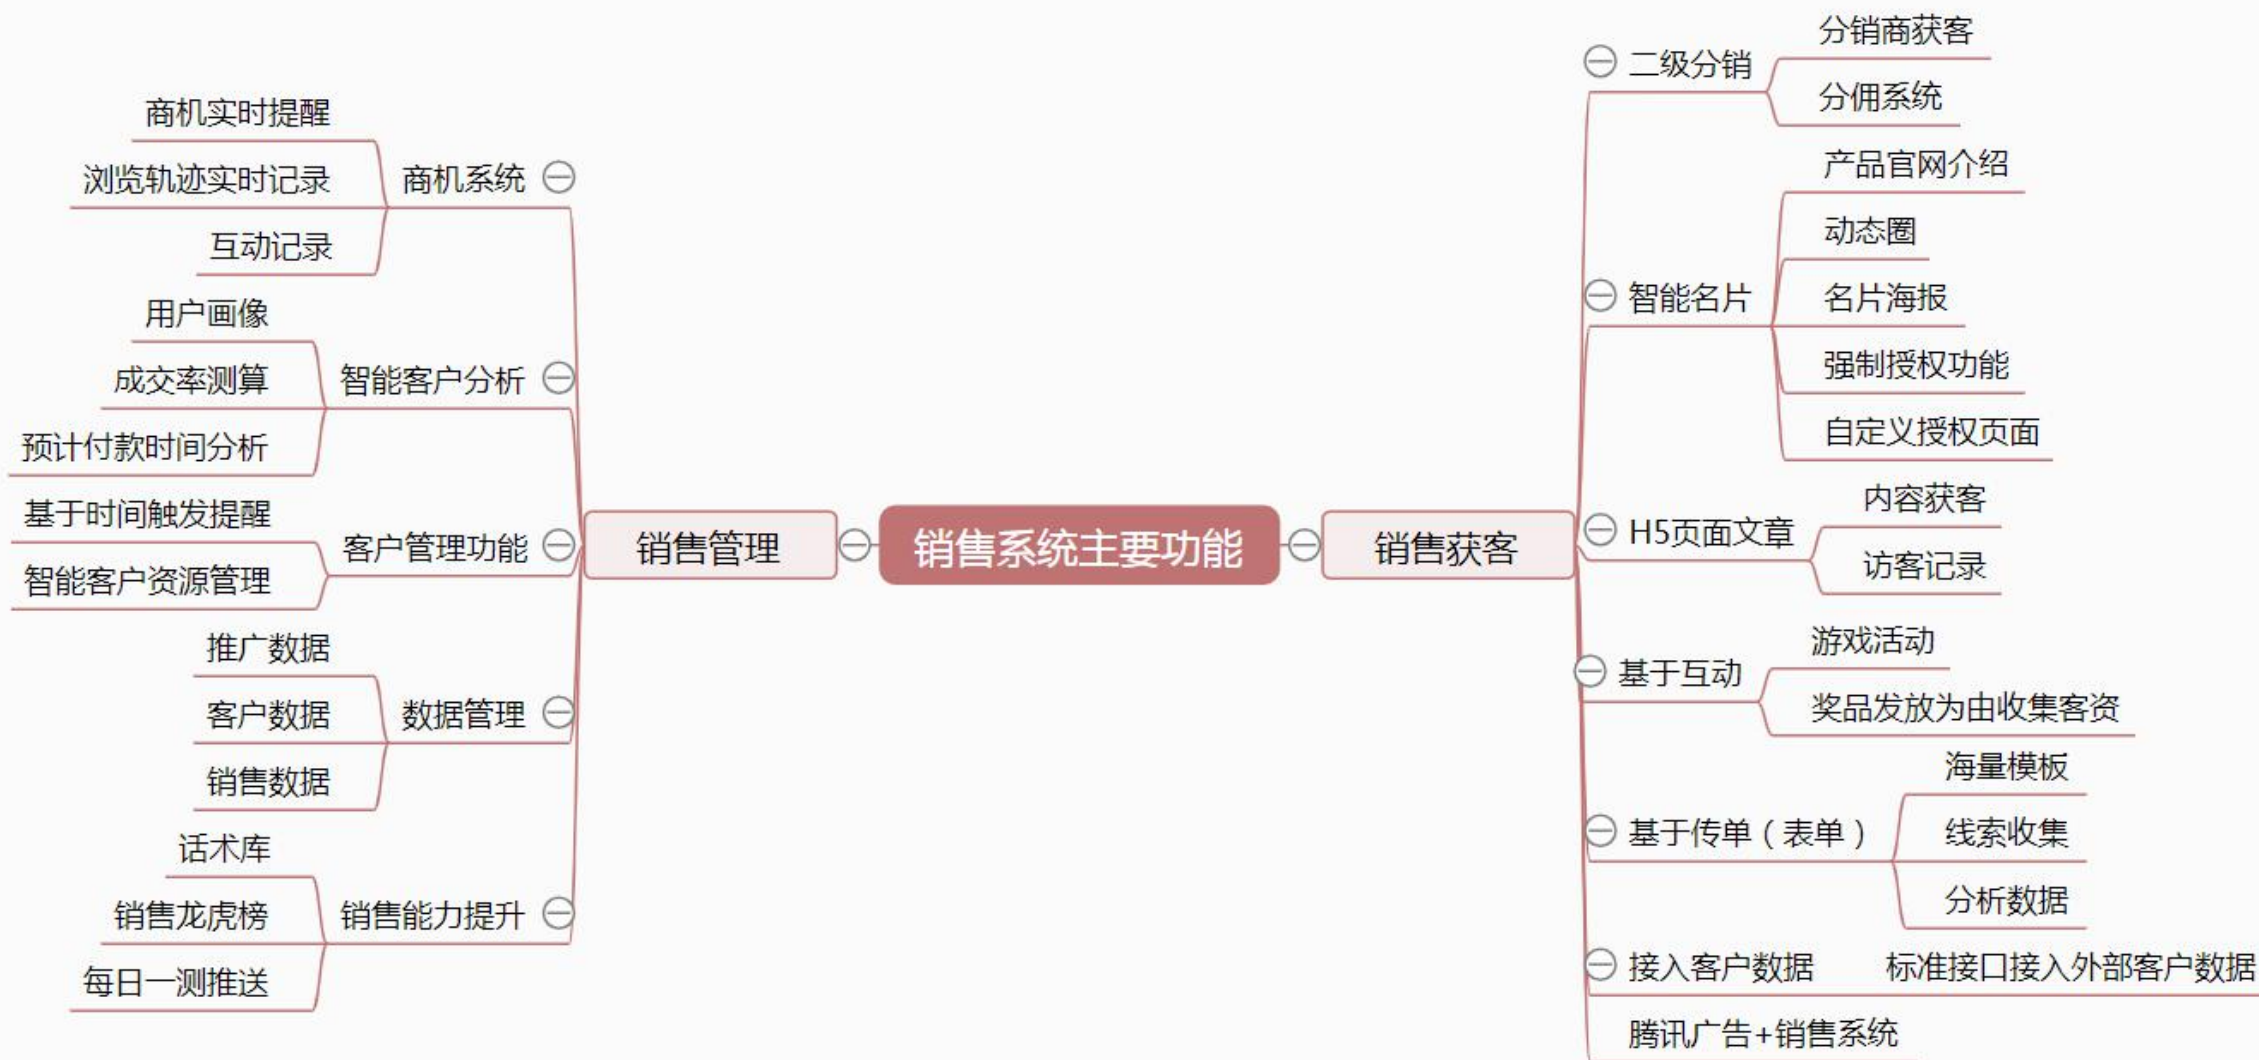 销售系统主要功能
销售管理
商机系统
商机实时提醒
浏览轨迹实时记录
互动记录
智能客户分析
用户画像
成交率测算
预计付款时间分析
客户管理功能
基于时间触发提醒
智能客户资源管理
数据管理
推广数据
客户数据
销售数据
销售能力提升
话术库
销售龙虎榜
每日一测推送
销售获客
二级分销
分销商获客
分佣系统
智能名片
产品官网介绍
动态圈
名片海报
强制授权功能
自定义授权页面
H5页面文章
内容获客
访客记录
基于互动
游戏活动
奖品发放为由收集客资
基于传单（表单）
海量模板
线索收集
分析数据
接入客户数据
标准接口接入外部客户数据
腾讯广告+销售系统